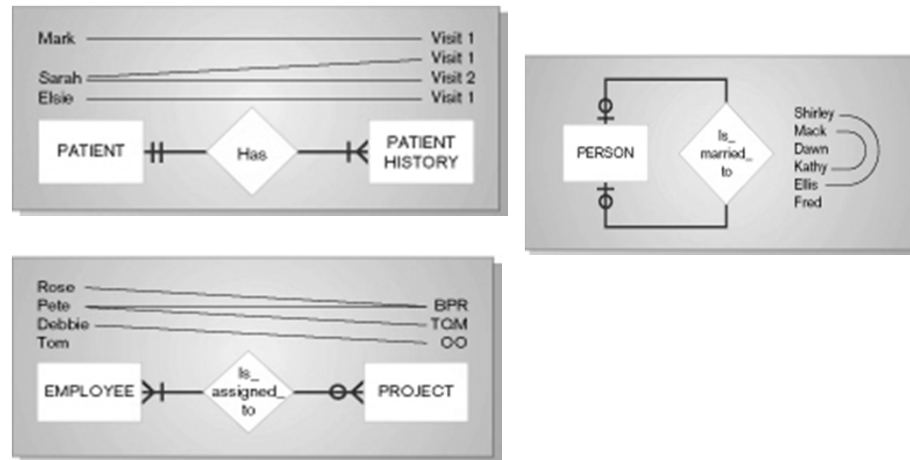 Mark
Visit 1
Visit 1
Sarah
Visit 2
Elsie
Visit 1
PATIENT
Has
PATIENT
HISTORY
PERSON
Is_
married_
to
Shirley
Mack
Dawn
Kathy
Ellis
Fred
Rose
Pete
BPR
Debbie
TQM
Tom
OO
EMPLOYEE
Is_
assigned_
to
PROJECT